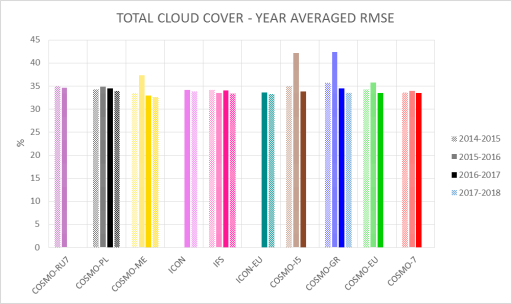 TOTAL CLOUD COVER - YEAR AVERAGED RMSE
45
40
35
30
25
20
15
10
5
0
%
COSMO-RU7
COSMO-PL
COSMO-ME
ICON
IFS
ICON-EU
COSMO-I5
COSMO-GR
COSMO-EU
COSMO-7
2014-2015
2015-2016
2016-2017
2017-2018